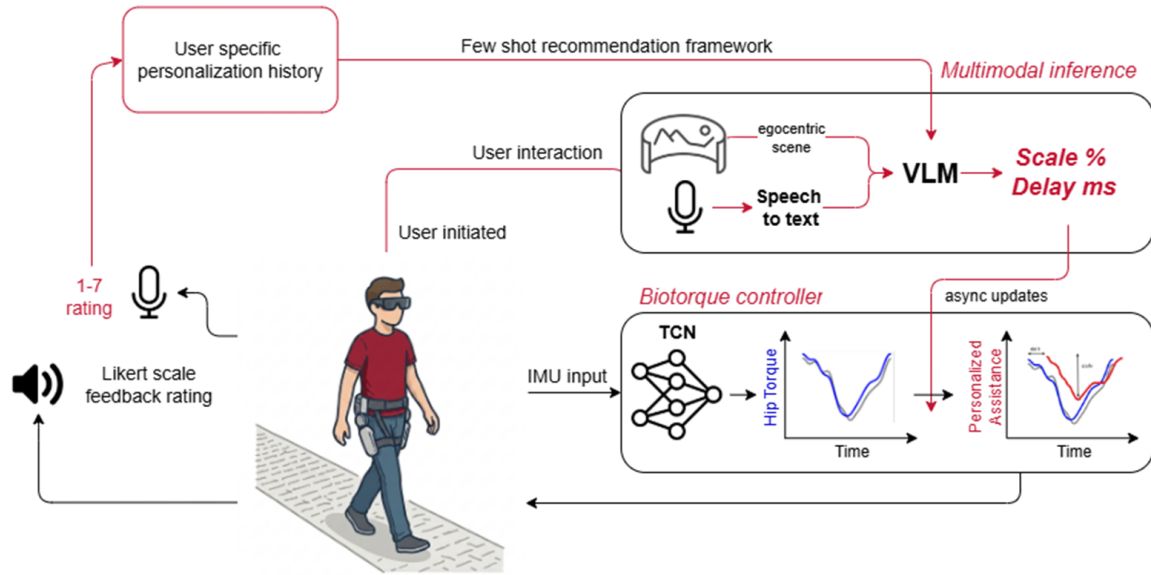 User specific
personalization history
Few shot recommendation framework
Multimodal inference
User interaction
egocentric
scene
VLM
Scale %
Delay ms
Speech
to text
User initiated
1-7
rating
Likert scale
feedback rating
Biotorque controller
async updates
IMU input
TCN
Hip Torque
Time
Personalized
Assistance
Time